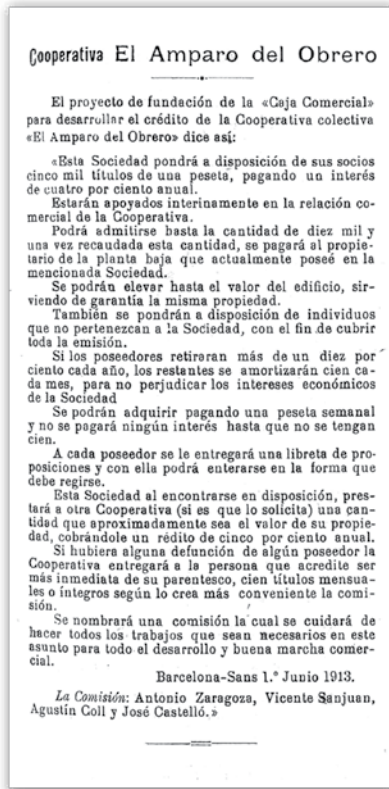 Cooperativa El Amparo del Obrero
El proyecto de fundación de la «Caja Comercial»
para desarrollar el crédito de la Cooperativa colectiva
«El Amparo del Obrero» dice así:
«Esta Sociedad pondrá a disposición de sus socios
cinco mil títulos de una peseta, pagando un interés
de cuatro por ciento anual.
Estarán apoyados interinamente en la relación co-
mercial de la Cooperativa.
Podrá admitirse hasta la cantidad de diez mil y
una vez recaudada esta cantidad, se pagará al propie-
tario de la planta baja que actualmente poseé en la
mencionada Sociedad.
Se podrán elevar hasta el valor del edificio, sir-
viendo de garantía la misma propiedad.
También se pondrán a disposición de individuos
que no pertenezcan a la Sociedad, con el fin de cubrir
toda la emisión.
Si los poseedores retiraran más de un diez por
ciento cada año, los restantes se amortizarán cien ca-
da mes, para no perjudicar los intereses económicos
de la Sociedad
Se podrán adquirir pagando una peseta semanal
y no se pagará ningún interés hasta que no se tengan
cien.
A cada poseedor se le entregará una libreta de pro-
posiciones y con ella podrá enterarse en la forma que
debe regirse.
Esta Sociedad al encontrarse en disposición, pres-
tará a otra Cooperativa (si es que lo solicita) una can-
tidad que aproximadamente sea el valor de su propie-
dad, cobrándole un rédito de cinco por ciento anual.
Si hubiera alguna defunción de algún poseedor la
Cooperativa entregará a la persona que acredite ser
más inmediata de su parentesco, cien títulos mensua-
les o íntegros según lo crea más conveniente la comi-
sión.
Se nombrará una comisión la cual se cuidará de
hacer todos los trabajos que sean necesarios en este
asunto para todo el desarrollo y buena marcha comer-
cial.
Barcelona-Sans 1.º Junio 1913.
La Comisión: Antonio Zaragoza, Vicente Sanjuan,
Agustín Coll y José Castelló.»